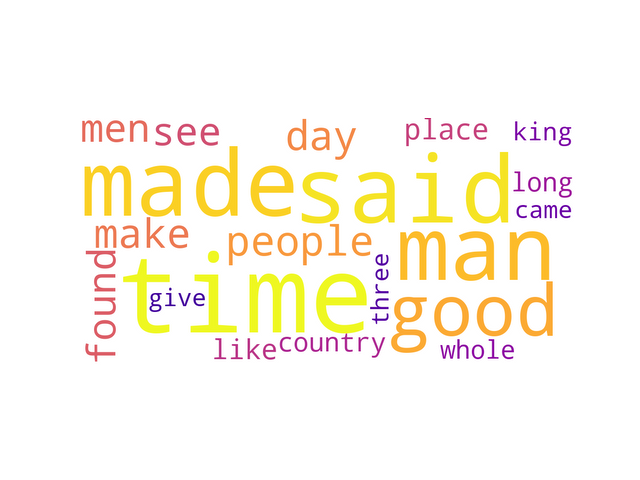 men see day place king
made said long
came
make people man
found time three good
give
like country whole